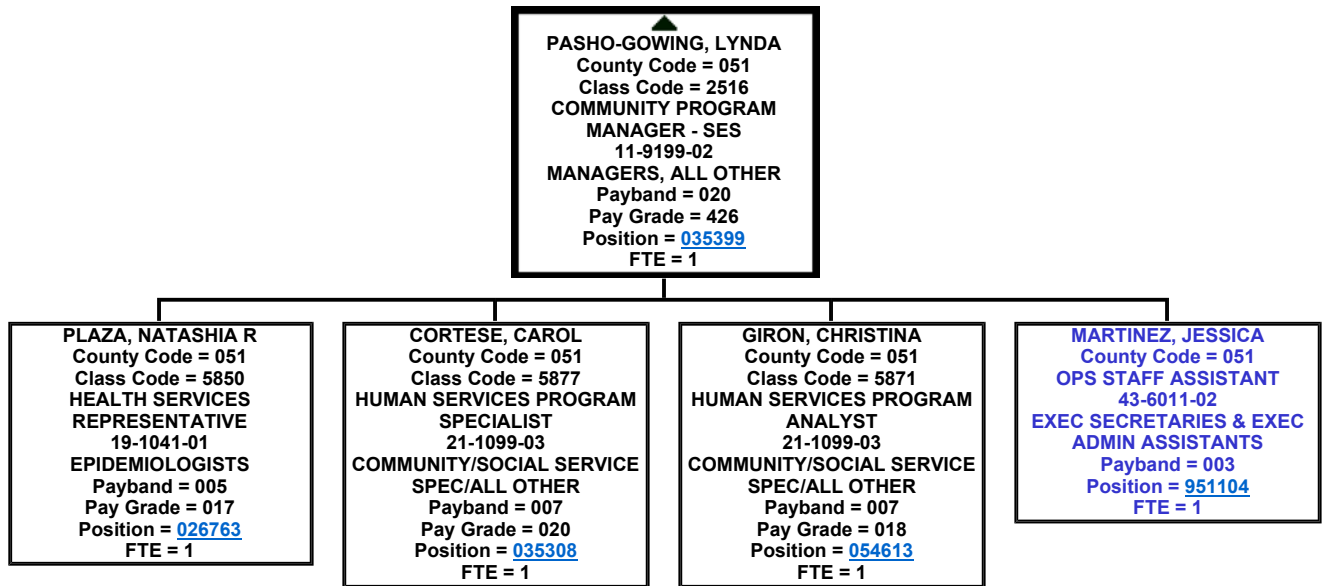 PASHO-GOWING, LYNDA
County Code = 051
Class Code = 2516
COMMUNITY PROGRAM
MANAGER - SES
11-9199-02
MANAGERS, ALL OTHER
Payband = 020
Pay Grade = 426
Position = 035399
FTE = 1
PLAZA, NATASHIA R
County Code = 051
Class Code = 5850
HEALTH SERVICES
REPRESENTATIVE
19-1041-01
EPIDEMIOLOGISTS
Payband = 005
Pay Grade = 017
Position = 026763
FTE = 1
CORTESE, CAROL
County Code = 051
Class Code = 5877
HUMAN SERVICES PROGRAM
SPECIALIST
21-1099-03
COMMUNITY/SOCIAL SERVICE
SPEC/ALL OTHER
Payband = 007
Pay Grade = 020
Position = 035308
FTE = 1
GIRON, CHRISTINA
County Code = 051
Class Code = 5871
HUMAN SERVICES PROGRAM
ANALYST
21-1099-03
COMMUNITY/SOCIAL SERVICE
SPEC/ALL OTHER
Payband = 007
Pay Grade = 018
Position = 054613
FTE = 1
MARTINEZ, JESSICA
County Code = 051
OPS STAFF ASSISTANT
43-6011-02
EXEC SECRETARIES & EXEC
ADMIN ASSISTANTS
Payband = 003
Position = 951104
FTE = 1